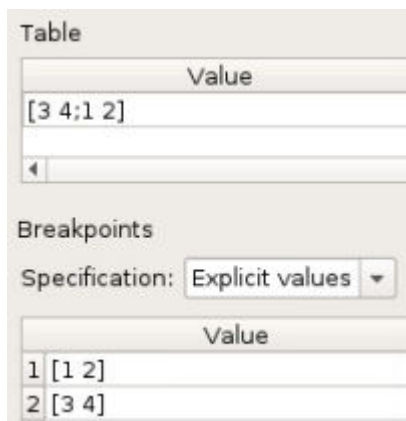 Table
Value
[3 4;1 2]
Breakpoints
Specification: Explicit values
Value
1 [1 2]
2 [3 4]